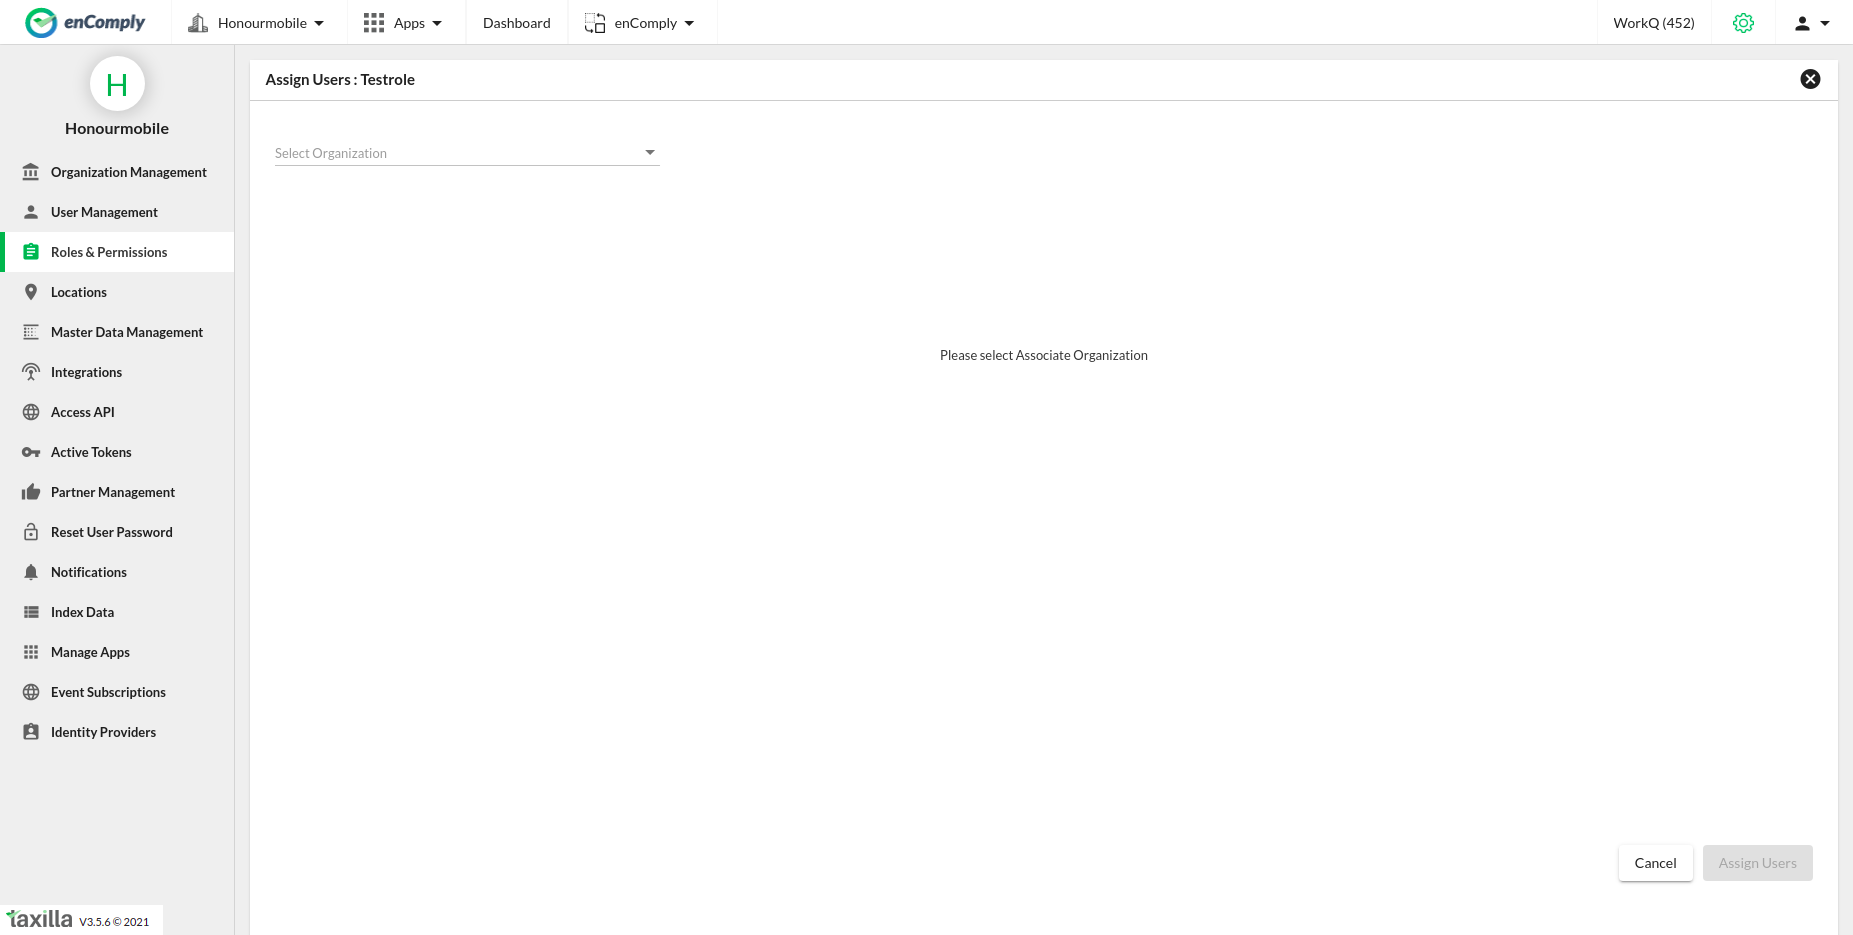 enComply
Honourmobile
Apps
Dashboard
enComply
WorkQ (452)
H
Honourmobile
Organization Management
User Management
Roles & Permissions
Locations
Master Data Management
Integrations
Access API
Active Tokens
Partner Management
Reset User Password
Notifications
Index Data
Manage Apps
Event Subscriptions
Identity Providers
taxilla V3.5.6 © 2021
Assign Users : Testrole
Select Organization
Please select Associate Organization
Cancel
Assign Users